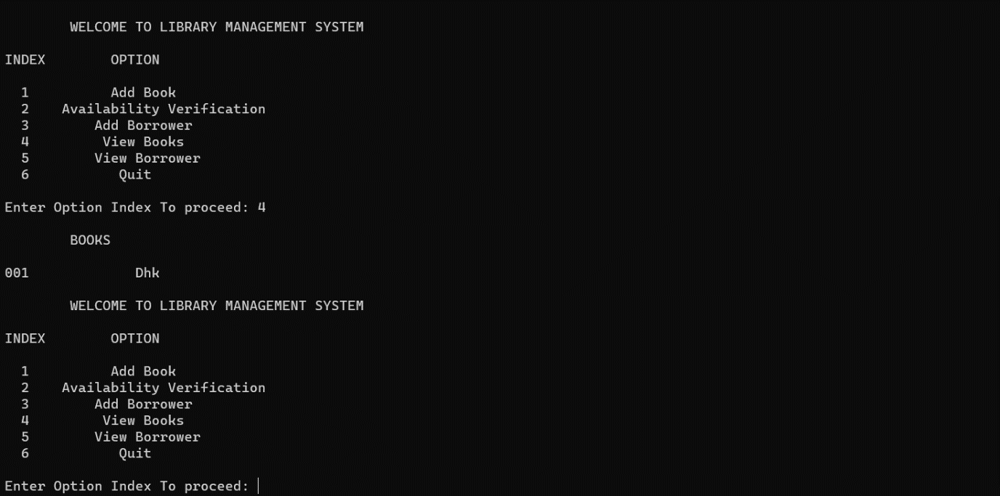 WELCOME TO LIBRARY MANAGEMENT SYSTEM
INDEX OPTION
1 Add Book
2 Availability Verification
3 Add Borrower
4 View Books
5 View Borrower
6 Quit
Enter Option Index To proceed: 4
BOOKS
001 Dhk
WELCOME TO LIBRARY MANAGEMENT SYSTEM
INDEX OPTION
1 Add Book
2 Availability Verification
3 Add Borrower
4 View Books
5 View Borrower
6 Quit
Enter Option Index To proceed: